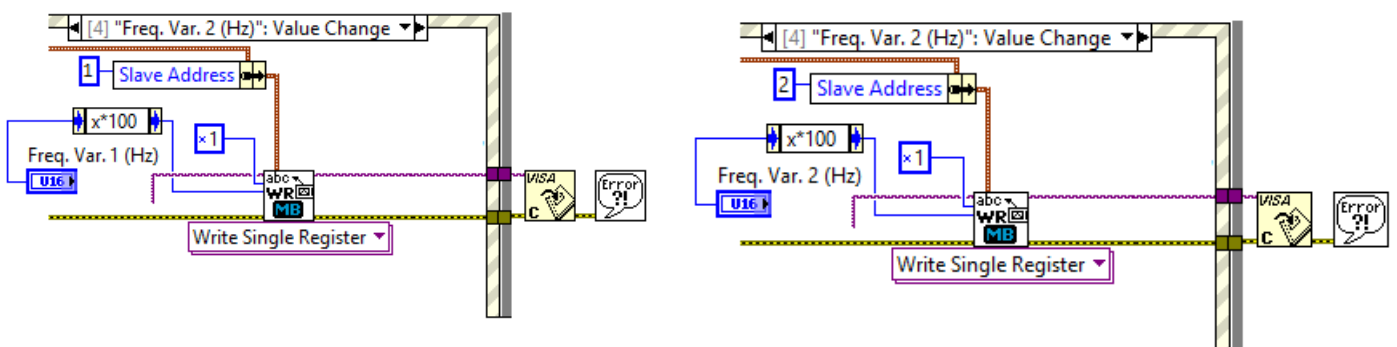 [4] "Freq. Var. 2 (Hz)": Value Change
1 Slave Address
x*100
×1
Freq. Var. 1 (Hz)
U16
abc
WR
MB
Write Single Register
VISA
C
Error
?!
[4] "Freq. Var. 2 (Hz)": Value Change
2 Slave Address
x*100
×1
Freq. Var. 2 (Hz)
U16
abc
WR
MB
Write Single Register
VISA
C
Error
?!